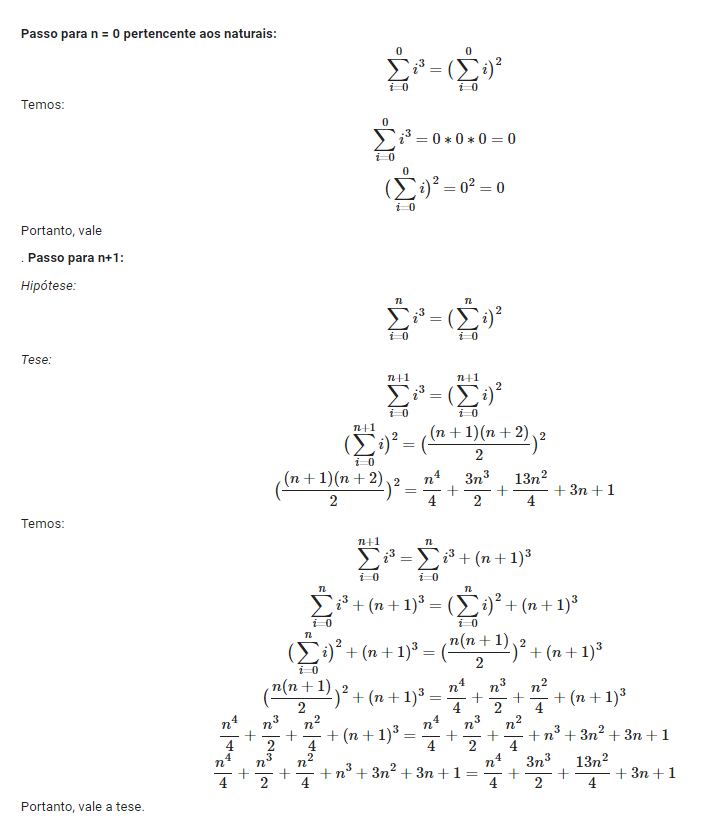 Passo para n = 0 pertencente aos naturais:
\sum_{i=0}^{0} i^3 = (\sum_{i=0}^{0} i)^2
Temos:
\sum_{i=0}^{0} i^3 = 0 * 0 * 0 = 0
(\sum_{i=0}^{0} i)^2 = 0^2 = 0
Portanto, vale
. Passo para n+1:
Hipótese:
\sum_{i=0}^{n} i^3 = (\sum_{i=0}^{n} i)^2
Tese:
\sum_{i=0}^{n+1} i^3 = (\sum_{i=0}^{n+1} i)^2
(\sum_{i=0}^{n+1} i)^2 = (\frac{(n+1)(n+2)}{2})^2
(\frac{(n+1)(n+2)}{2})^2 = \frac{n^4}{4} + \frac{3n^3}{2} + \frac{13n^2}{4} + 3n + 1
Temos:
\sum_{i=0}^{n+1} i^3 = \sum_{i=0}^{n} i^3 + (n+1)^3
\sum_{i=0}^{n} i^3 + (n+1)^3 = (\sum_{i=0}^{n} i)^2 + (n+1)^3
(\sum_{i=0}^{n} i)^2 + (n+1)^3 = (\frac{n(n+1)}{2})^2 + (n+1)^3
(\frac{n(n+1)}{2})^2 + (n+1)^3 = \frac{n^4}{4} + \frac{n^3}{2} + \frac{n^2}{4} + (n+1)^3
\frac{n^4}{4} + \frac{n^3}{2} + \frac{n^2}{4} + (n+1)^3 = \frac{n^4}{4} + \frac{n^3}{2} + \frac{n^2}{4} + n^3 + 3n^2 + 3n + 1
\frac{n^4}{4} + \frac{n^3}{2} + \frac{n^2}{4} + n^3 + 3n^2 + 3n + 1 = \frac{n^4}{4} + \frac{3n^3}{2} + \frac{13n^2}{4} + 3n + 1
Portanto, vale a tese.